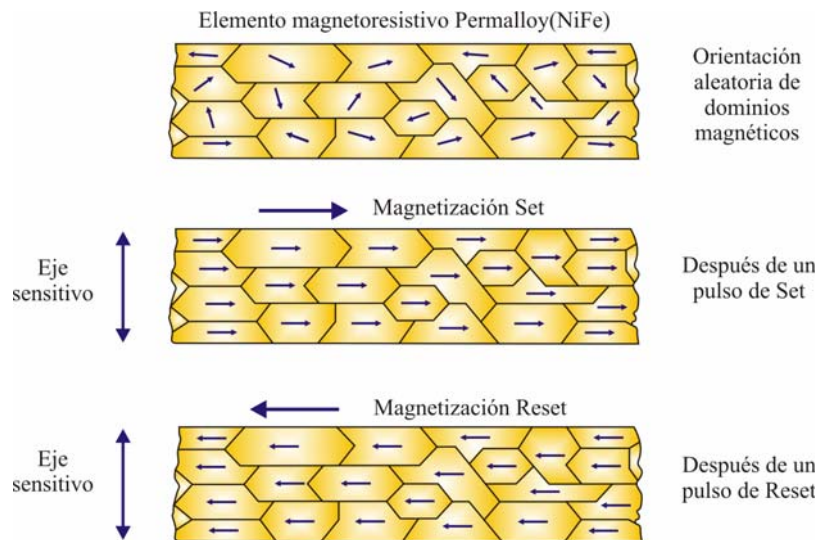 Elemento magnetoresistivo Permalloy(NiFe)
Orientación
aleatoria de
dominios
magnéticos
Magnetización Set
Eje
sensitivo
Después de un
pulso de Set
Magnetización Reset
Eje
sensitivo
Después de un
pulso de Reset